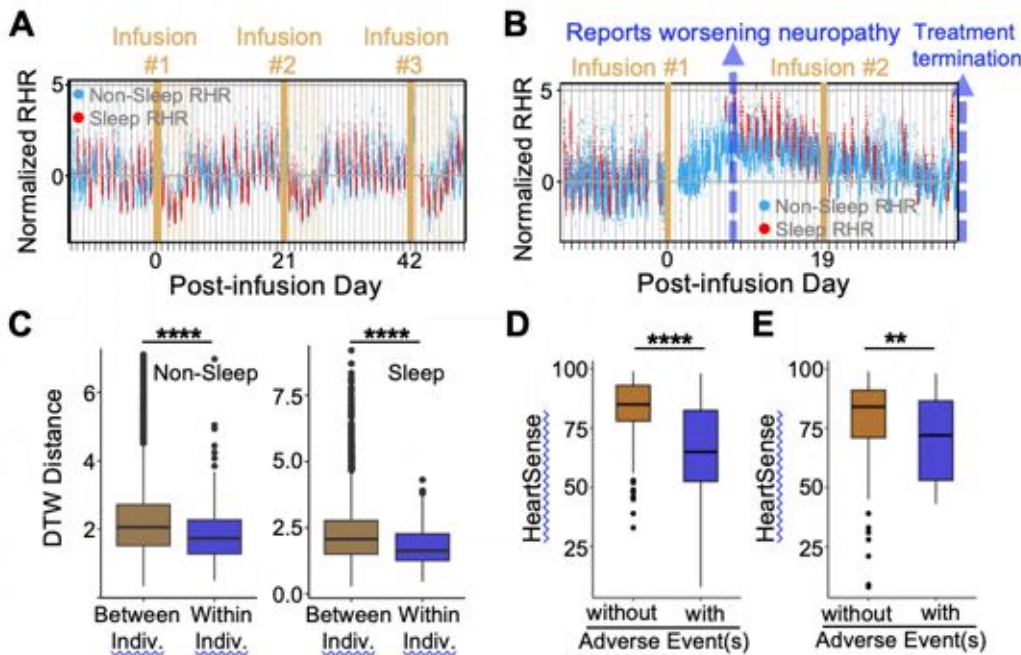 A
Infusion #1
Infusion #2
Infusion #3
Normalized RHR
5
0
Non-Sleep RHR
Sleep RHR
0
21
42
Post-infusion Day
B
Reports worsening neuropathy
Treatment termination
Infusion #1
Infusion #2
Normalized RHR
5
0
Non-Sleep RHR
Sleep RHR
0
19
Post-infusion Day
C
DTW Distance
****
Non-Sleep
6
4
2
Between Indiv.
Within Indiv.
****
Sleep
7.5
5.0
2.5
0.0
Between Indiv.
Within Indiv.
D
****
HeartSense
100
75
50
25
without
with
Adverse Event(s)
E
**
HeartSense
100
75
50
25
without
with
Adverse Event(s)